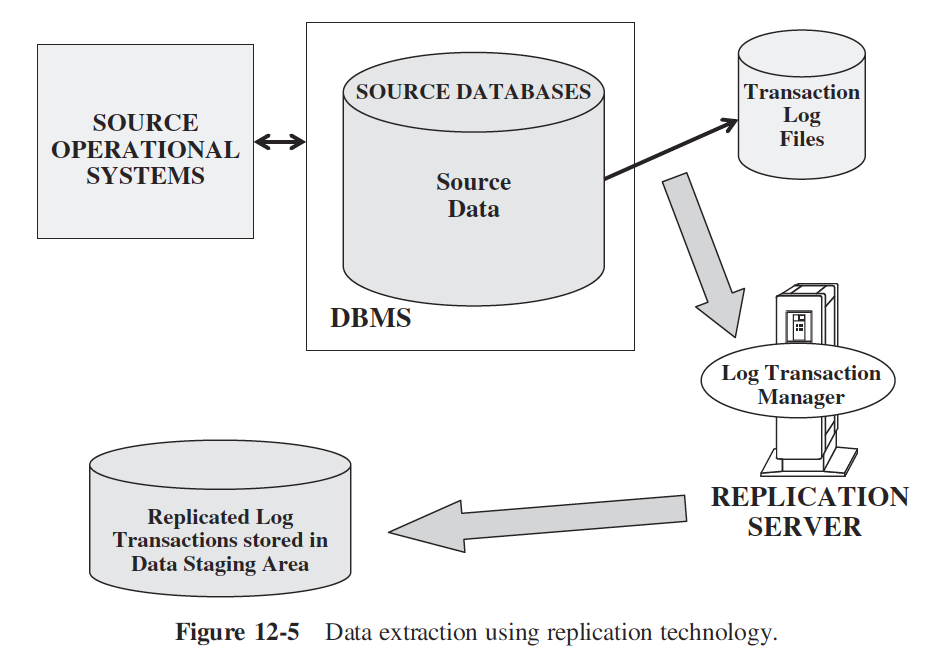 SOURCE
OPERATIONAL
SYSTEMS
SOURCE DATABASES
Source
Data
DBMS
Transaction
Log
Files
Log Transaction
Manager
REPLICATION
SERVER
Replicated Log
Transactions stored in
Data Staging Area
Figure 12-5 Data extraction using replication technology.